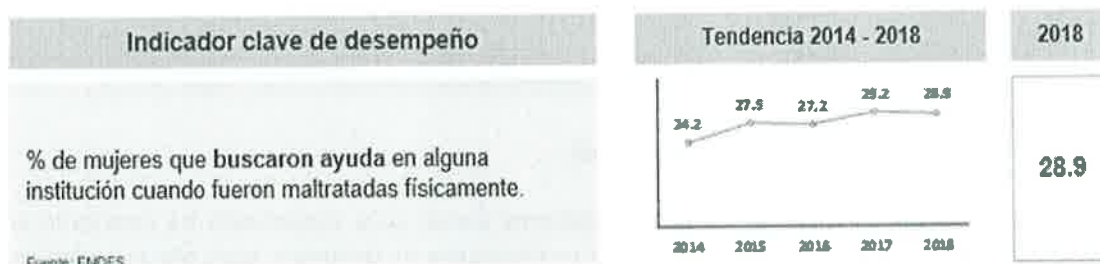 Indicador clave de desempeño
Tendencia 2014 - 2018
2018
% de mujeres que buscaron ayuda en alguna
institución cuando fueron maltratadas físicamente.
Fuente: ENDES
24.2
27.5
27.2
29.2
28.9
2014
2015
2016
2017
2018
28.9